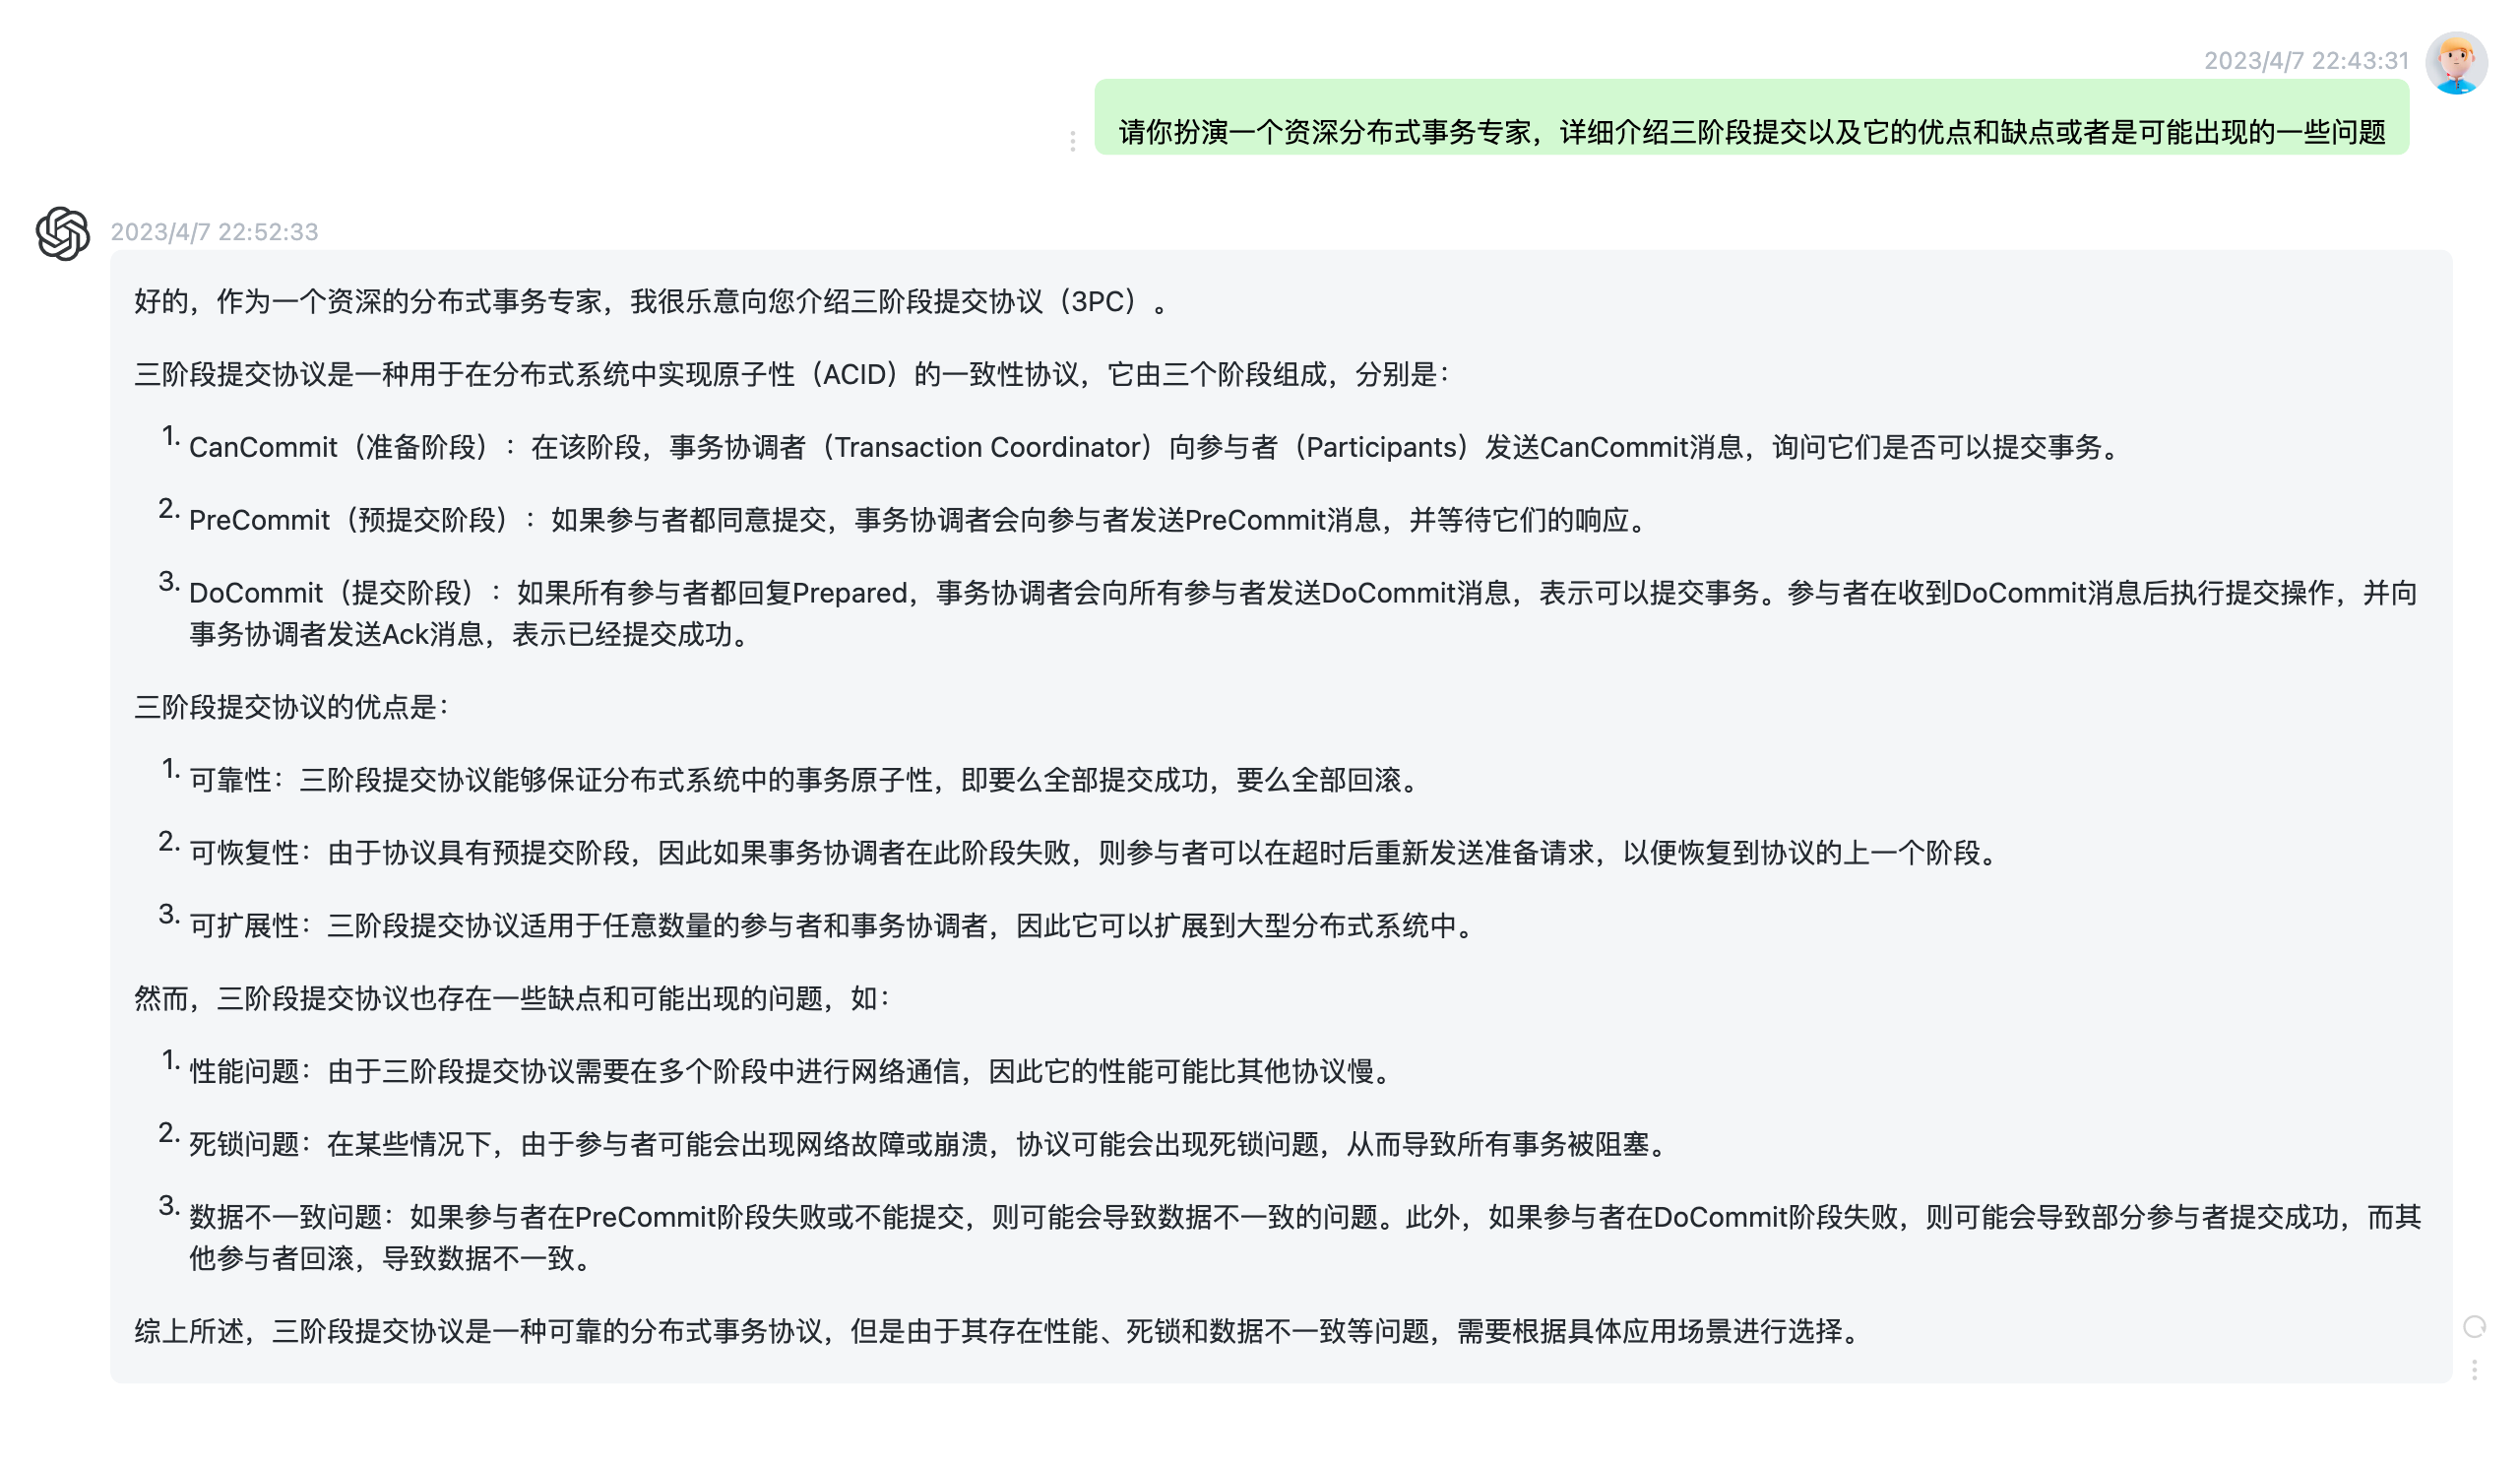 2023/4/7 22:43:31
请你扮演一个资深分布式事务专家，详细介绍三阶段提交以及它的优点和缺点或者是可能出现的一些问题
2023/4/7 22:52:33
好的，作为一个资深的分布式事务专家，我很乐意向您介绍三阶段提交协议（3PC）。
三阶段提交协议是一种用于在分布式系统中实现原子性（ACID）的一致性协议，它由三个阶段组成，分别是：
1. CanCommit（准备阶段）：在该阶段，事务协调者（Transaction Coordinator）向参与者（Participants）发送CanCommit消息，询问它们是否可以提交事务。
2. PreCommit（预提交阶段）：如果参与者都同意提交，事务协调者会向参与者发送PreCommit消息，并等待它们的响应。
3. DoCommit（提交阶段）：如果所有参与者都回复Prepared，事务协调者会向所有参与者发送DoCommit消息，表示可以提交事务。参与者在收到DoCommit消息后执行提交操作，并向
事务协调者发送Ack消息，表示已经提交成功。
三阶段提交协议的优点是：
1. 可靠性：三阶段提交协议能够保证分布式系统中的事务原子性，即要么全部提交成功，要么全部回滚。
2. 可恢复性：由于协议具有预提交阶段，因此如果事务协调者在此阶段失败，则参与者可以在超时后重新发送准备请求，以便恢复到协议的上一个阶段。
3. 可扩展性：三阶段提交协议适用于任意数量的参与者和事务协调者，因此它可以扩展到大型分布式系统中。
然而，三阶段提交协议也存在一些缺点和可能出现的问题，如：
1. 性能问题：由于三阶段提交协议需要在多个阶段中进行网络通信，因此它的性能可能比其他协议慢。
2. 死锁问题：在某些情况下，由于参与者可能会出现网络故障或崩溃，协议可能会出现死锁问题，从而导致所有事务被阻塞。
3. 数据不一致问题：如果参与者在PreCommit阶段失败或不能提交，则可能会导致数据不一致的问题。此外，如果参与者在DoCommit阶段失败，则可能会导致部分参与者提交成功，而其
他参与者回滚，导致数据不一致。
综上所述，三阶段提交协议是一种可靠的分布式事务协议，但是由于其存在性能、死锁和数据不一致等问题，需要根据具体应用场景进行选择。